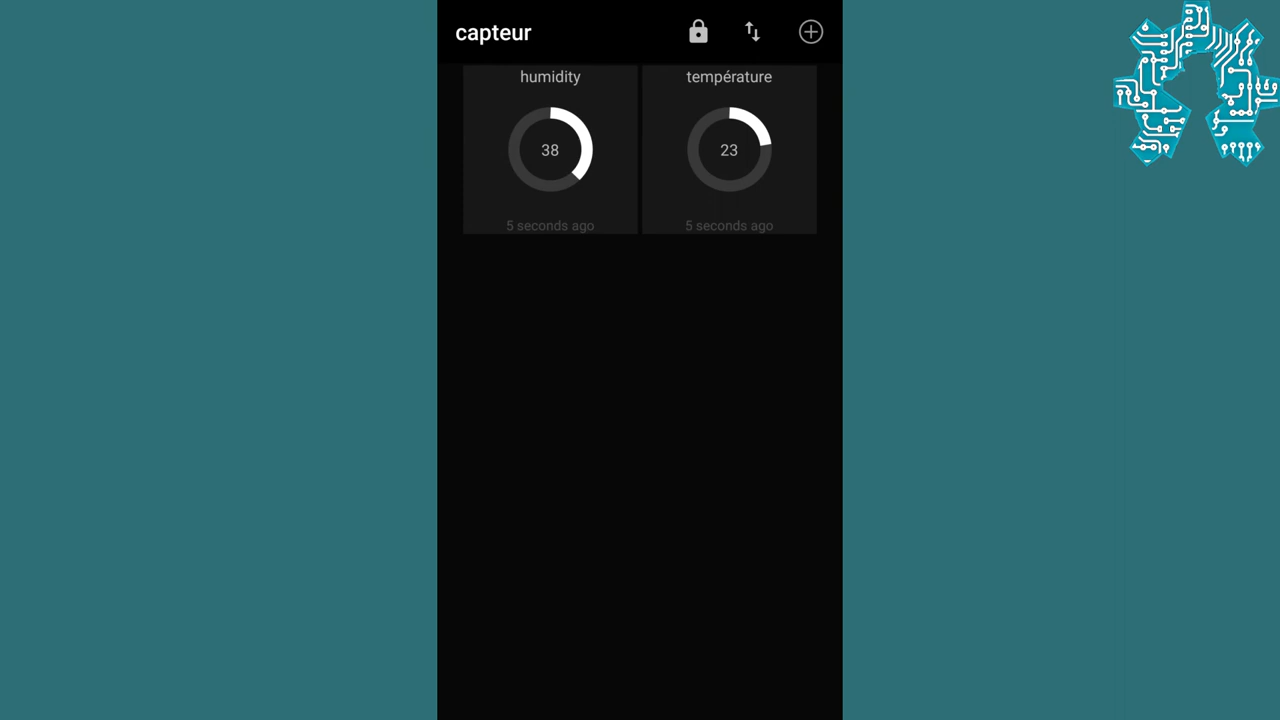 capteur
humidity
température
38
23
5 seconds ago
5 seconds ago